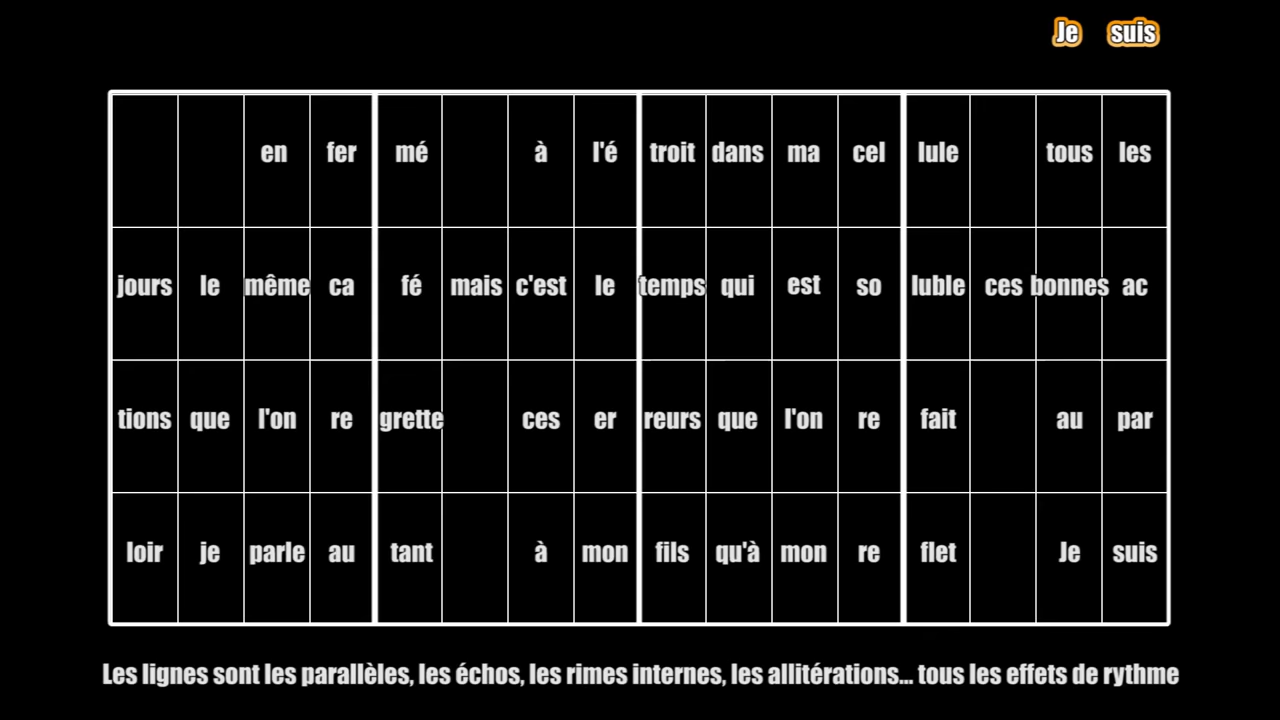 Je suis
en fer mé à l'é troit dans ma cel lule tous les
jours le même ca fé mais c'est le temps qui est so luble ces bonnes ac
tions que l'on re grette ces er reurs que l'on re fait au par
loir je parle au tant à mon fils qu'à mon re flet Je suis
Les lignes sont les parallèles, les échos, les rimes internes, les allitérations... tous les effets de rythme